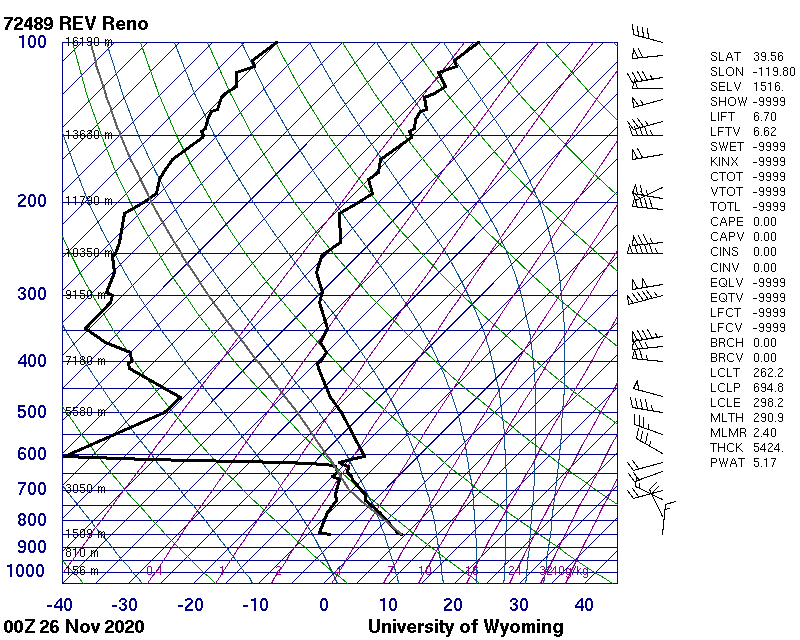 72489 REV Reno
100 16190 m
13630 m
200 11790 m
10350 m
300 9150 m
400 7180 m
500 5580 m
600
700 3050 m
800
1509 m
900 810 m
1000 156 m 0.4 1 2 4 7 10 16 24 32 40g/kg
-40 -30 -20 -10 0 10 20 30 40
00Z 26 Nov 2020 University of Wyoming
SLAT 39.56
SLON -119.80
SELV 1516.
SHOW -9999
LIFT 6.70
LFTV 6.62
SWET -9999
KINX -9999
CTOT -9999
VTOT -9999
TOTL -9999
CAPE 0.00
CAPV 0.00
CINS 0.00
CINV 0.00
EQLV -9999
EQTV -9999
LFCT -9999
LFCV -9999
BRCH 0.00
BRCV 0.00
LCLT 262.2
LCLP 694.8
LCLE 298.2
MLTH 290.9
MLMR 2.40
THCK 5424.
PWAT 5.17